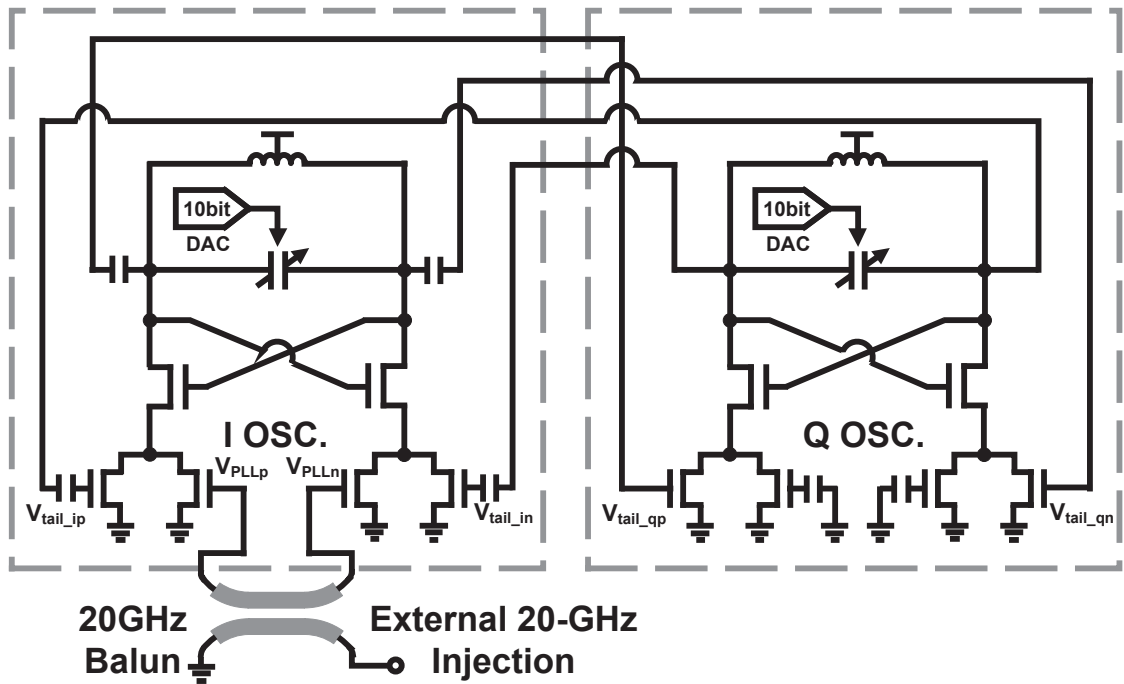 10bit
DAC
10bit
DAC
I OSC.
Q OSC.
V_PLLp
V_PLLn
V_tail_ip
V_tail_in
V_tail_qp
V_tail_qn
20GHz
Balun
External 20-GHz
Injection